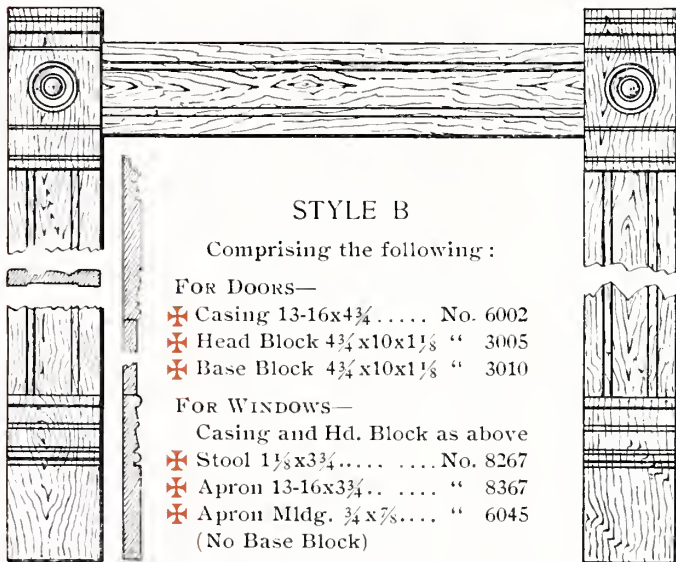 STYLE B
Comprising the following:
FOR DOORS—
✠ Casing 13-16x4¾..... No. 6002
✠ Head Block 4¾x10x1⅛ “ 3005
✠ Base Block 4¾x10x1⅛ “ 3010
FOR WINDOWS—
Casing and Hd. Block as above
✠ Stool 1⅛x3¾..... ....No. 8267
✠ Apron 13-16x3¾.. .... “ 8367
✠ Apron Mldg. ¾x⅞.... “ 6045
(No Base Block)